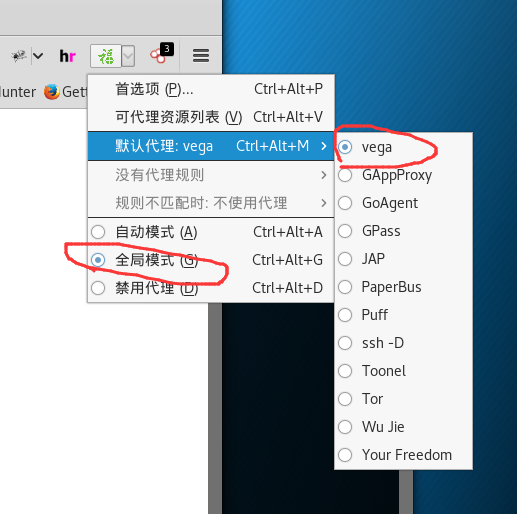 hr
福
3
unter
Gett
首选项 (P)... Ctrl+Alt+P
可代理资源列表 (V) Ctrl+Alt+V
默认代理: vega Ctrl+Alt+M
没有代理规则
规则不匹配时: 不使用代理
自动模式 (A) Ctrl+Alt+A
全局模式 (G) Ctrl+Alt+G
禁用代理 (D) Ctrl+Alt+D
vega
GAppProxy
GoAgent
GPass
JAP
PaperBus
Puff
ssh -D
Toonel
Tor
Wu Jie
Your Freedom